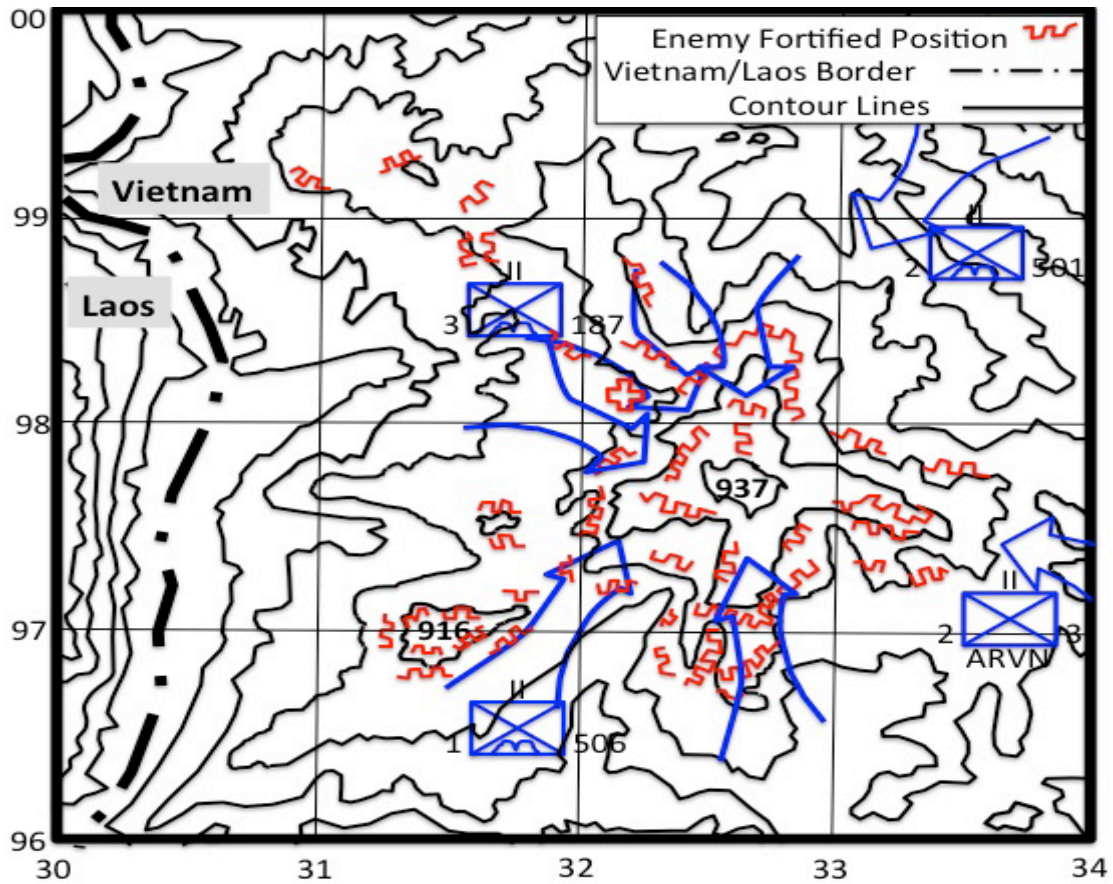 00
Enemy Fortified Position
Vietnam/Laos Border
Contour Lines
Vietnam
99
II
2 501
Laos
II
3 187
98
937
II
2 3
ARVN
97
916
II
1 506
96
30 31 32 33 34